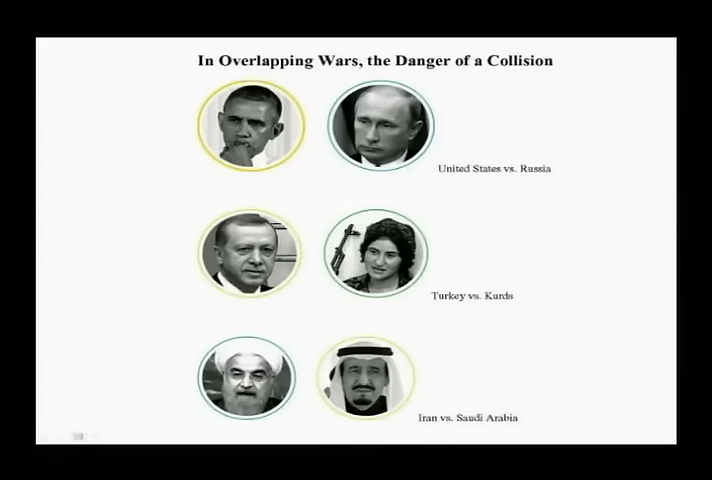 In Overlapping Wars, the Danger of a Collision
United States vs. Russia
Turkey vs. Kurds
Iran vs. Saudi Arabia